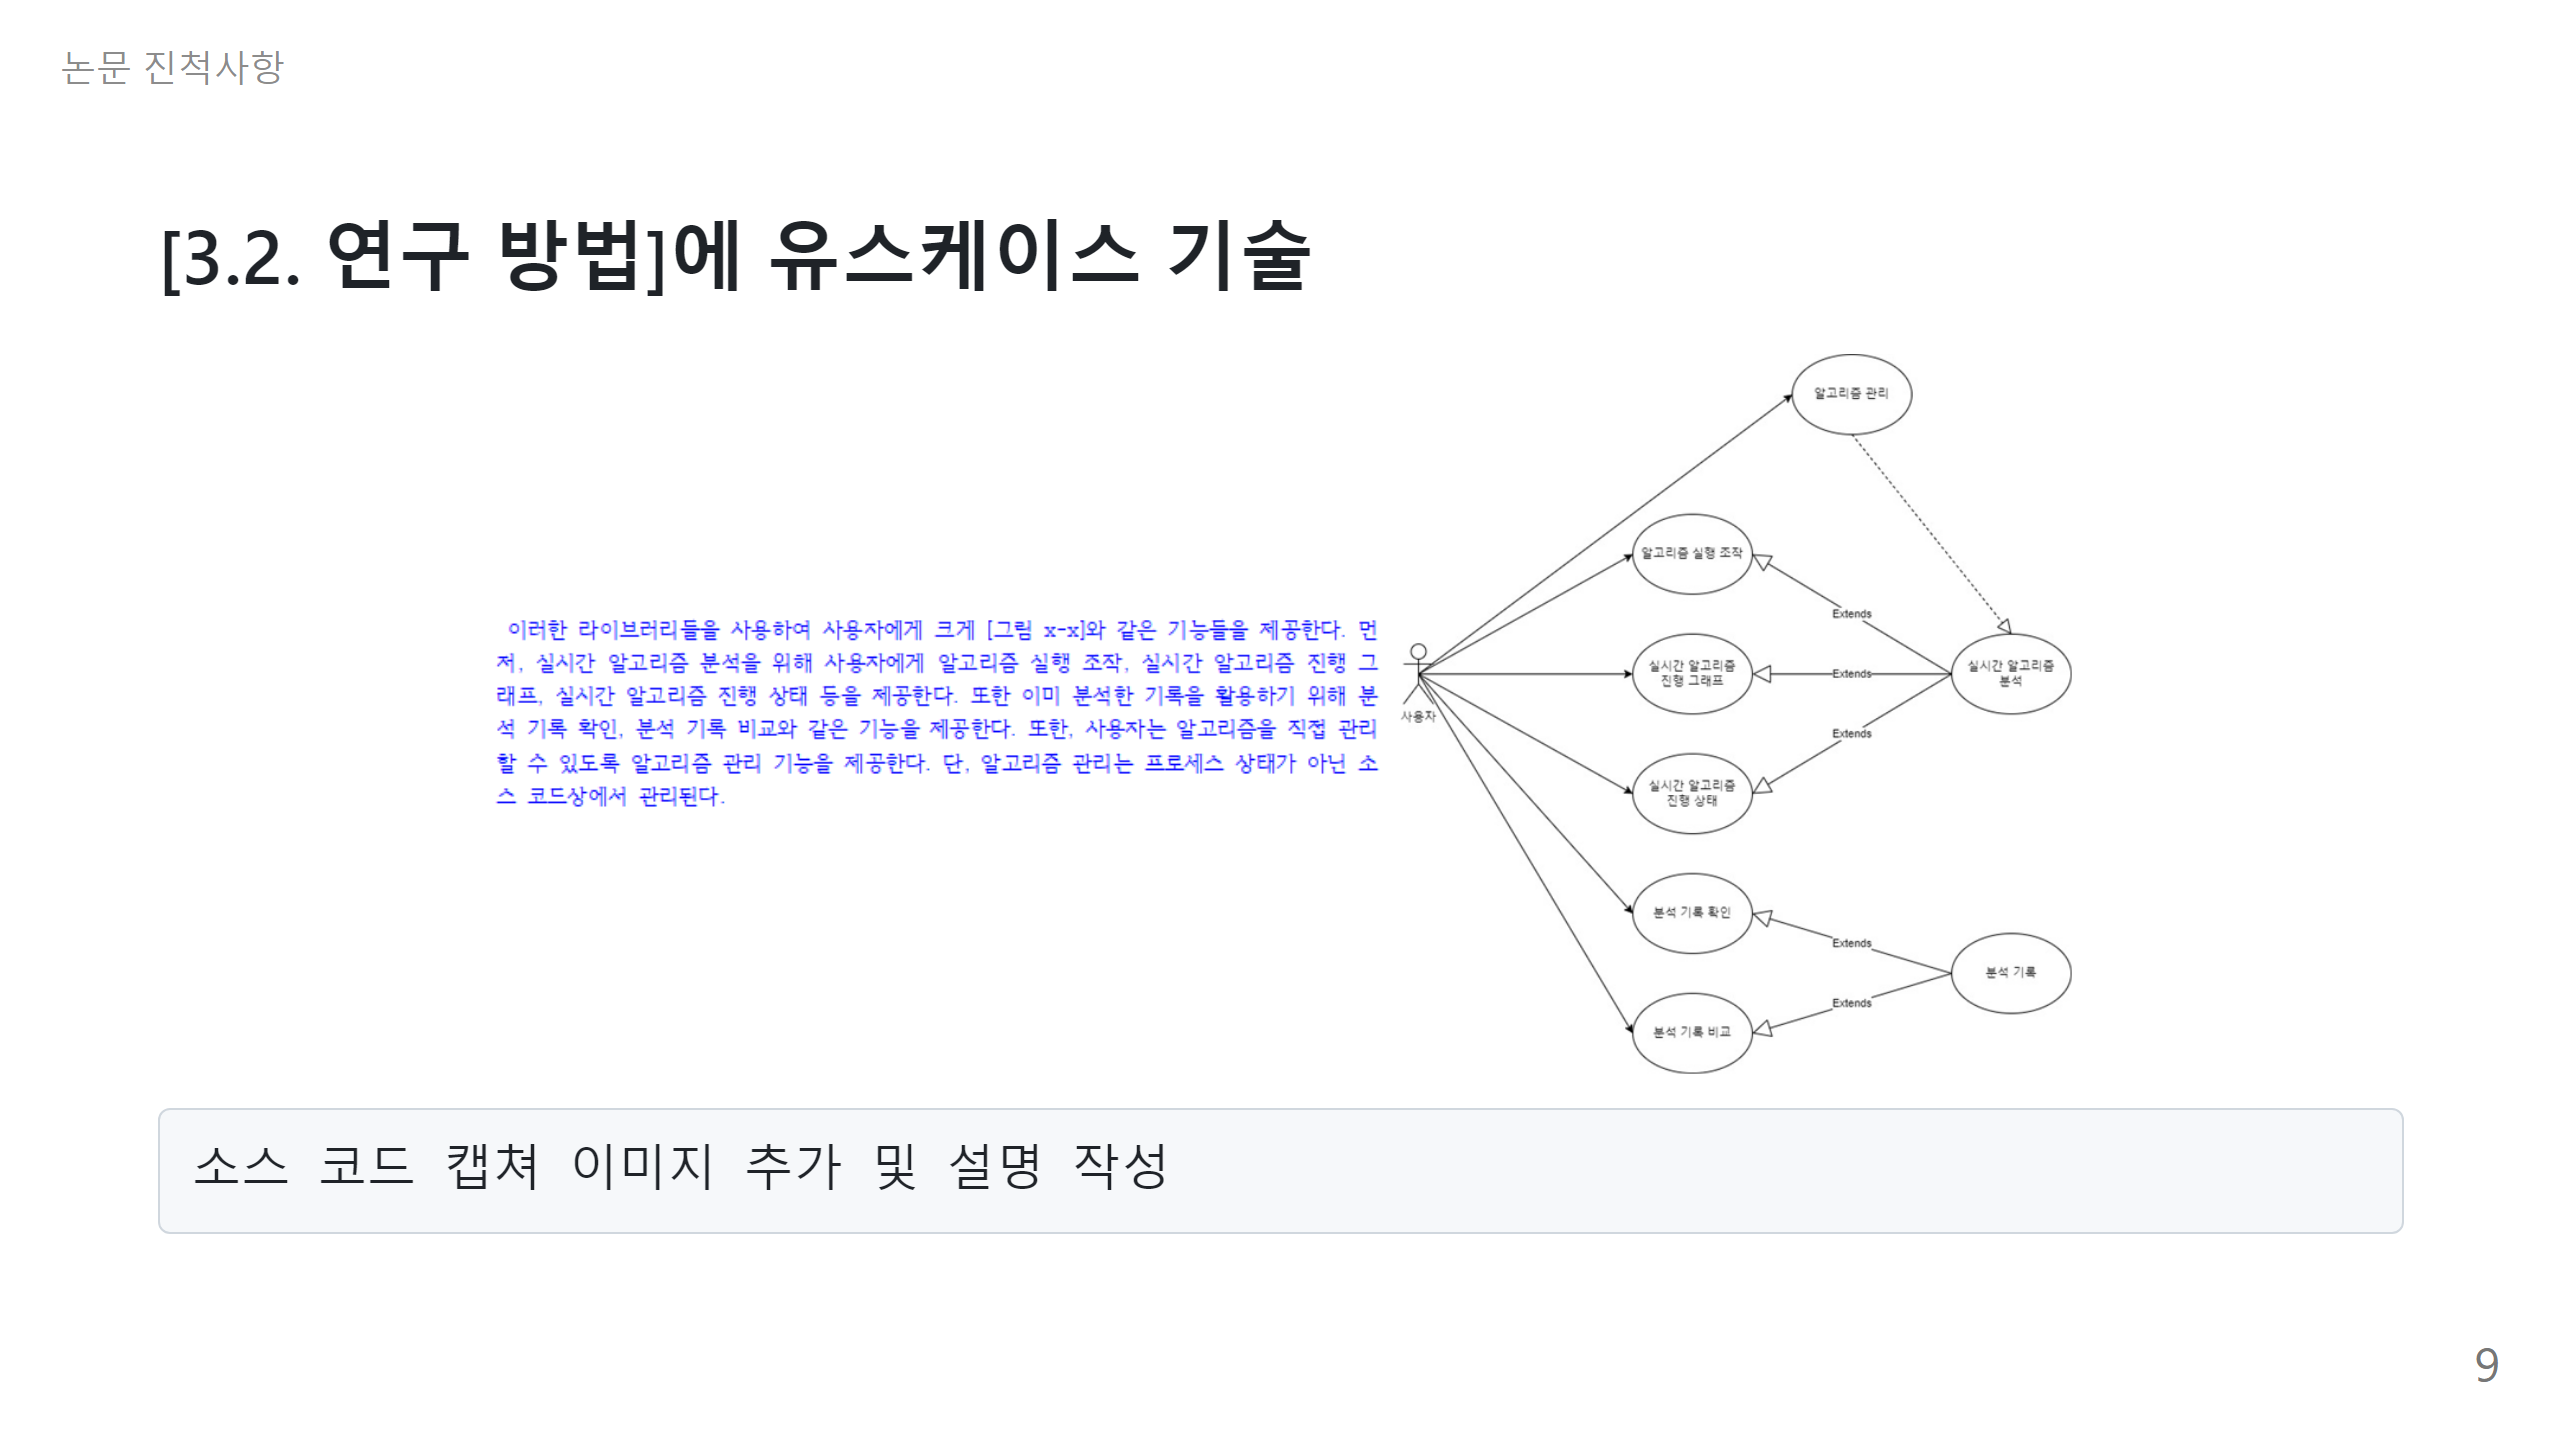 논문 진척사항
[3.2. 연구 방법]에 유스케이스 기술
이러한 라이브러리들을 사용하여 사용자에게 크게 [그림 x-x]와 같은 기능들을 제공한다. 먼
저, 실시간 알고리즘 분석을 위해 사용자에게 알고리즘 실행 조작, 실시간 알고리즘 진행 그
래프, 실시간 알고리즘 진행 상태 등을 제공한다. 또한 이미 분석한 기록을 활용하기 위해 분
석 기록 확인, 분석 기록 비교와 같은 기능을 제공한다. 또한, 사용자는 알고리즘을 직접 관리
할 수 있도록 알고리즘 관리 기능을 제공한다. 단, 알고리즘 관리는 프로세스 상태가 아닌 소
스 코드상에서 관리된다.
사용자
알고리즘 관리
알고리즘 실행 조작
Extends
실시간 알고리즘
진행 그래프
Extends
실시간 알고리즘
분석
Extends
실시간 알고리즘
진행 상태
분석 기록 확인
Extends
분석 기록
Extends
분석 기록 비교
소스 코드 캡쳐 이미지 추가 및 설명 작성
9